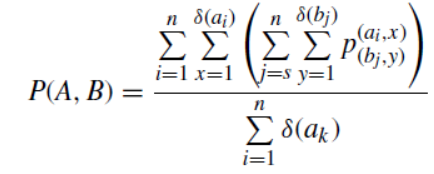 $$P(A, B) = \frac{\sum_{i=1}^{n} \sum_{x=1}^{\delta(a_i)} \left( \sum_{j=s}^{n} \sum_{y=1}^{\delta(b_j)} p_{(b_j,y)}^{(a_i,x)} \right)}{\sum_{i=1}^{n} \delta(a_k)}$$